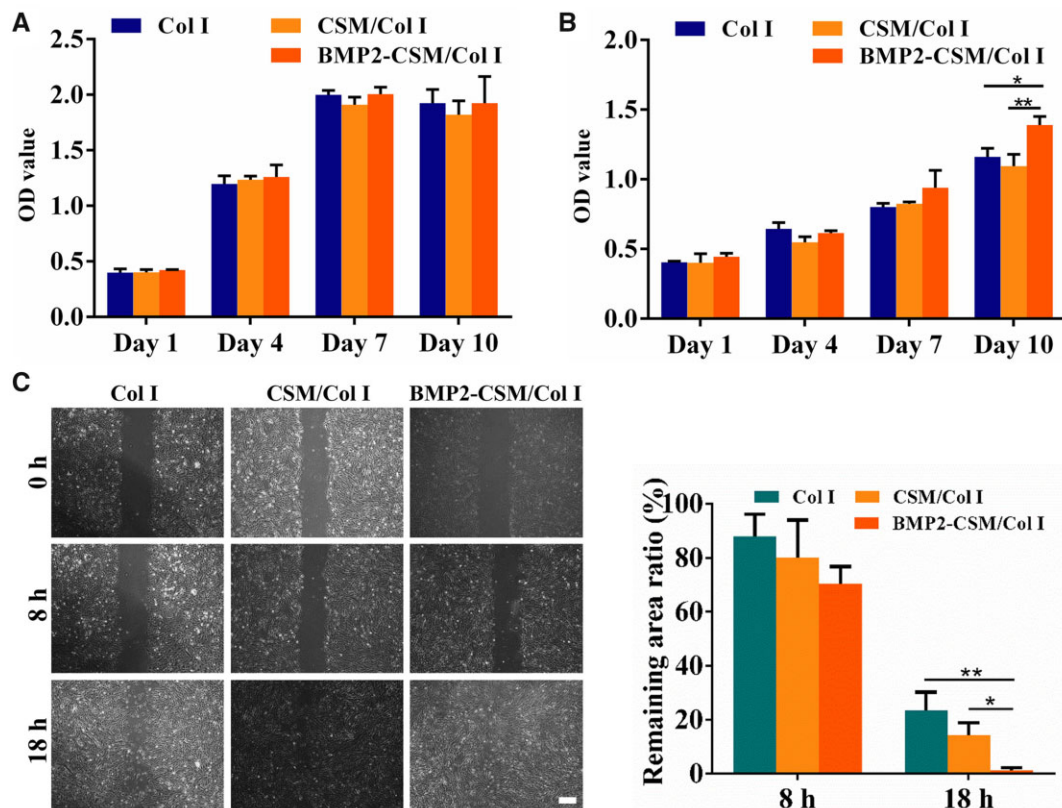 A
Col I
CSM/Col I
BMP2-CSM/Col I
OD value
2.5
2.0
1.5
1.0
0.5
0.0
Day 1 Day 4 Day 7 Day 10
B
Col I
CSM/Col I
BMP2-CSM/Col I
OD value
2.0
1.5
1.0
0.5
0.0
*
**
Day 1 Day 4 Day 7 Day 10
C
Col I CSM/Col I BMP2-CSM/Col I
0 h
8 h
18 h
Remaining area ratio (%)
100
80
60
40
20
0
Col I
CSM/Col I
BMP2-CSM/Col I
**
*
8 h 18 h